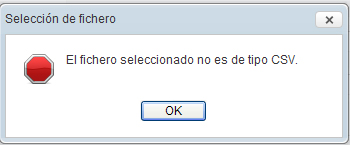 Selección de fichero
El fichero seleccionado no es de tipo CSV.
OK